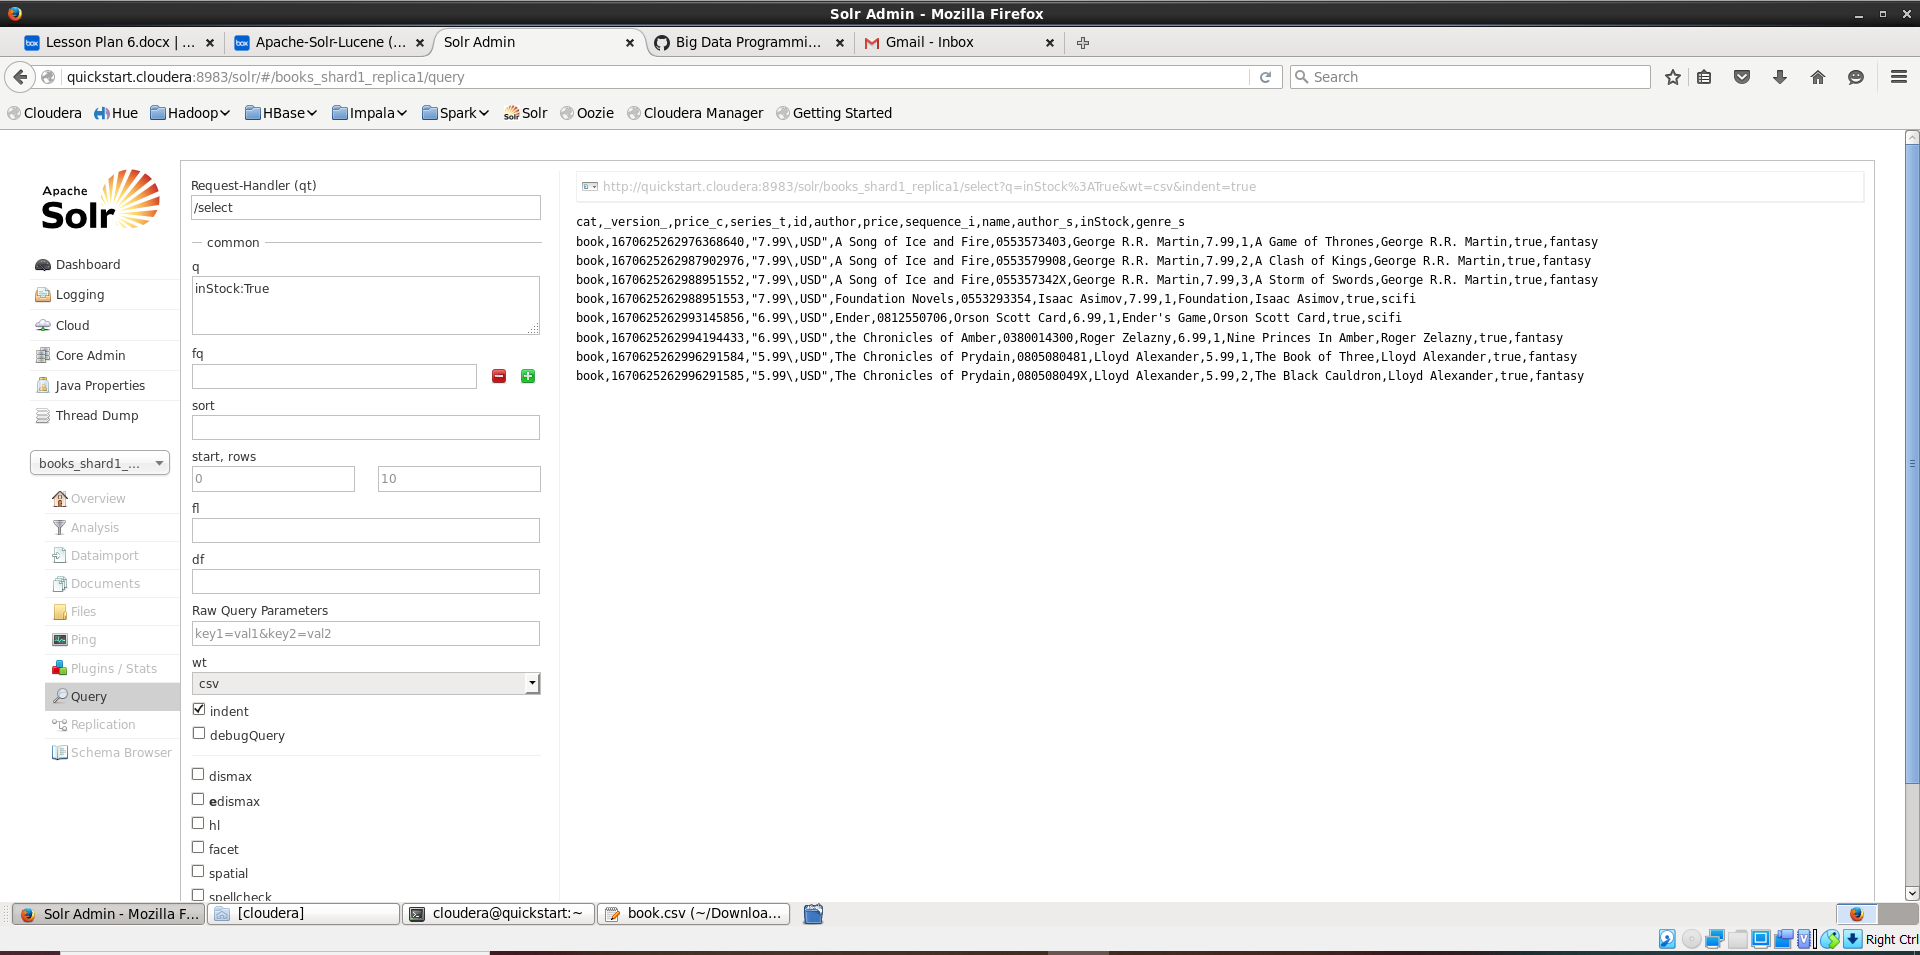 Solr Admin - Mozilla Firefox
Lesson Plan 6.docx | ...
Apache-Solr-Lucene (...
Solr Admin
Big Data Programmi...
Gmail - Inbox
quickstart.cloudera:8983/solr/#/books_shard1_replica1/query
Search
Cloudera
Hue
Hadoop
HBase
Impala
Spark
Solr
Solr
Oozie
Cloudera Manager
Getting Started
Apache
Solr
Dashboard
Logging
Cloud
Core Admin
Java Properties
Thread Dump
books_shard1_...
Overview
Analysis
Dataimport
Documents
Files
Ping
Plugins / Stats
Query
Replication
Schema Browser
Request-Handler (qt)
/select
common
q
inStock:True
fq
sort
start, rows
0
10
fl
df
Raw Query Parameters
key1=val1&key2=val2
wt
csv
indent
debugQuery
dismax
edismax
hl
facet
spatial
spellcheck
http://quickstart.cloudera:8983/solr/books_shard1_replica1/select?q=inStock%3ATrue&wt=csv&indent=true
cat,_version_,price_c,series_t,id,author,price,sequence_i,name,author_s,inStock,genre_s
book,1670625262976368640,"7.99\,USD",A Song of Ice and Fire,0553573403,George R.R. Martin,7.99,1,A Game of Thrones,George R.R. Martin,true,fantasy
book,1670625262987902976,"7.99\,USD",A Song of Ice and Fire,0553579908,George R.R. Martin,7.99,2,A Clash of Kings,George R.R. Martin,true,fantasy
book,1670625262988951552,"7.99\,USD",A Song of Ice and Fire,055357342X,George R.R. Martin,7.99,3,A Storm of Swords,George R.R. Martin,true,fantasy
book,1670625262988951553,"7.99\,USD",Foundation Novels,0553293354,Isaac Asimov,7.99,1,Foundation,Isaac Asimov,true,scifi
book,1670625262993145856,"6.99\,USD",Ender,0812550706,Orson Scott Card,6.99,1,Ender's Game,Orson Scott Card,true,scifi
book,1670625262994194433,"6.99\,USD",the Chronicles of Amber,0380014300,Roger Zelazny,6.99,1,Nine Princes In Amber,Roger Zelazny,true,fantasy
book,1670625262996291584,"5.99\,USD",The Chronicles of Prydain,0805080481,Lloyd Alexander,5.99,1,The Book of Three,Lloyd Alexander,true,fantasy
book,1670625262996291585,"5.99\,USD",The Chronicles of Prydain,080508049X,Lloyd Alexander,5.99,2,The Black Cauldron,Lloyd Alexander,true,fantasy
Solr Admin - Mozilla F...
[cloudera]
cloudera@quickstart:~
book.csv (~/Downloa...
Right Ctrl